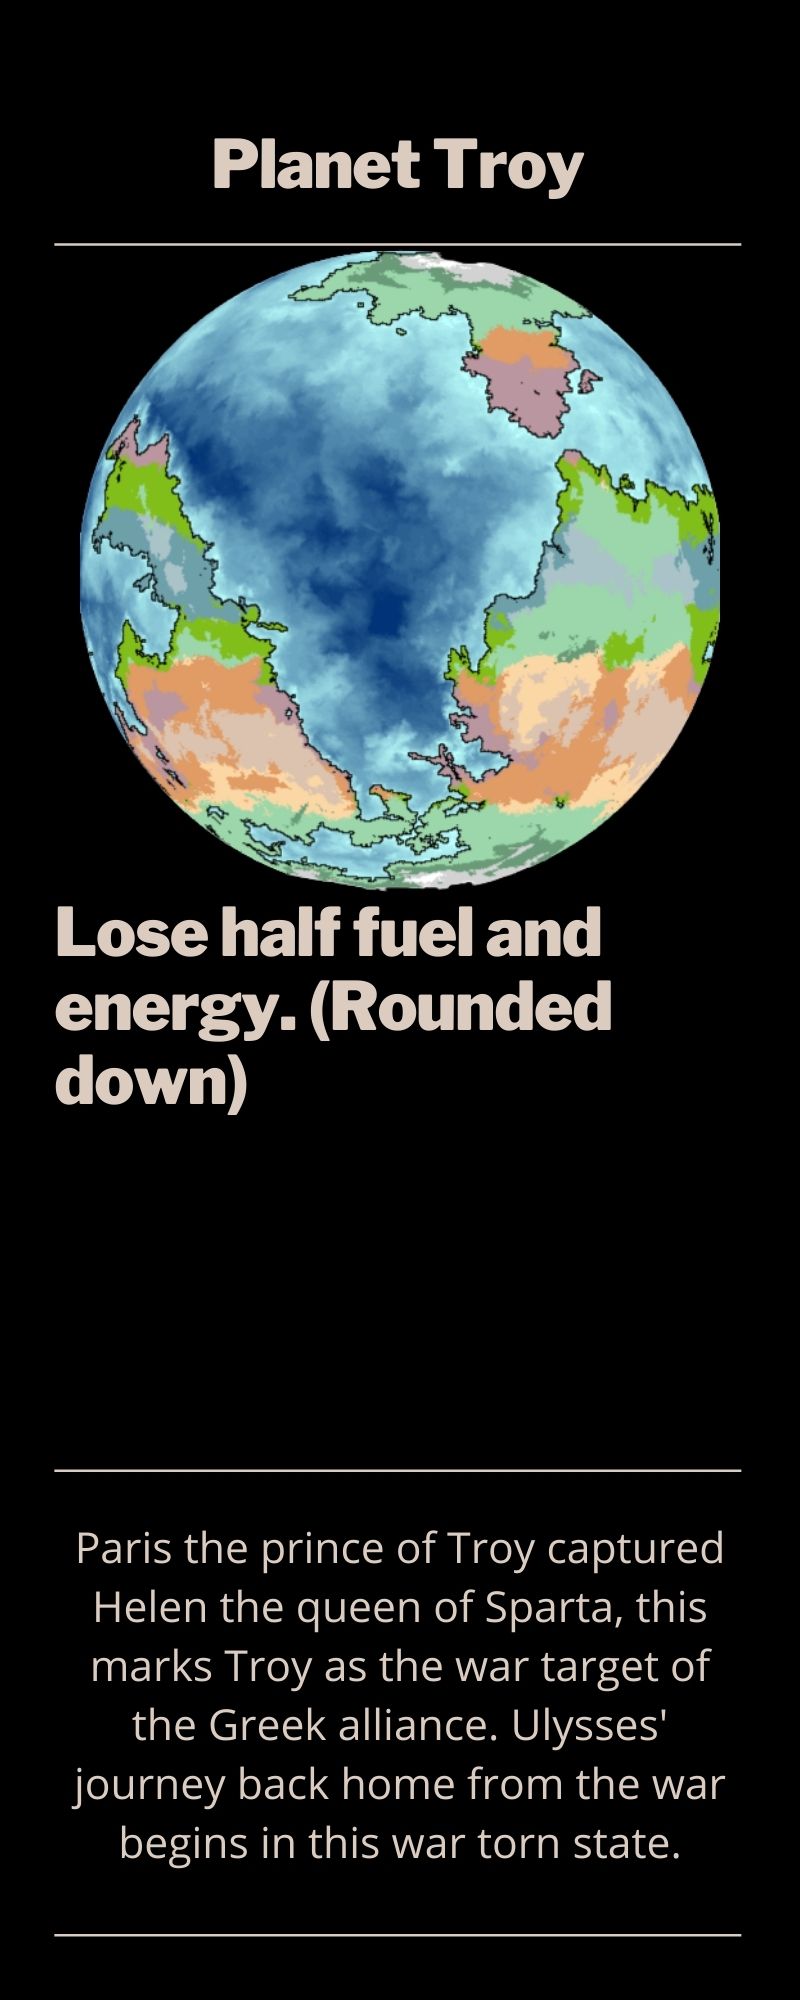 Planet Troy
Lose half fuel and
energy. (Rounded
down)
Paris the prince of Troy captured
Helen the queen of Sparta, this
marks Troy as the war target of
the Greek alliance. Ulysses'
journey back home from the war
begins in this war torn state.